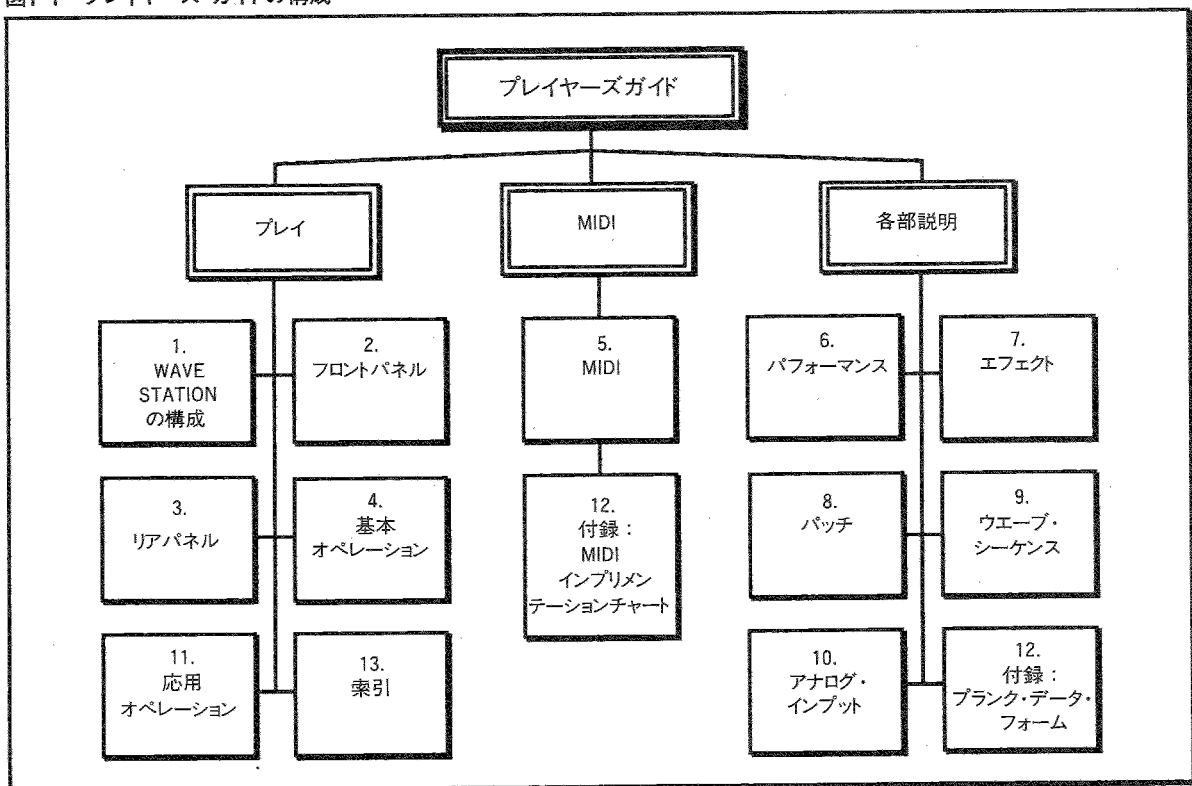 プレイヤーズガイド
プレイ
MIDI
各部説明
1.
WAVE
STATION
の構成
2.
フロントパネル
5.
MIDI
6.
パフォーマンス
7.
エフェクト
3.
リアパネル
4.
基本
オペレーション
12.
付録：
MIDI
インプリメン
テーションチャート
8.
パッチ
9.
ウエーブ・
シーケンス
11.
応用
オペレーション
13.
索引
10.
アナログ・
インプット
12.
付録：
ブランク・データ・
フォーム